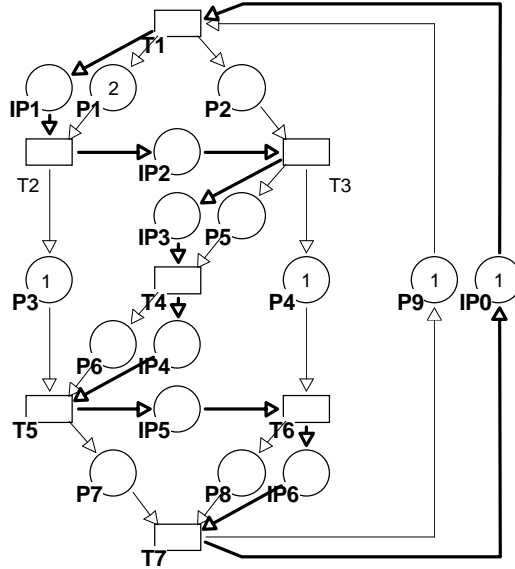 T1
2
IP1 P1 P2
IP2
T2 T3
IP3 P5
1 1 1 1
P3 T4 P4 P9 IP0
P6 IP4
T5 IP5 T6
P7 P8 IP6
T7